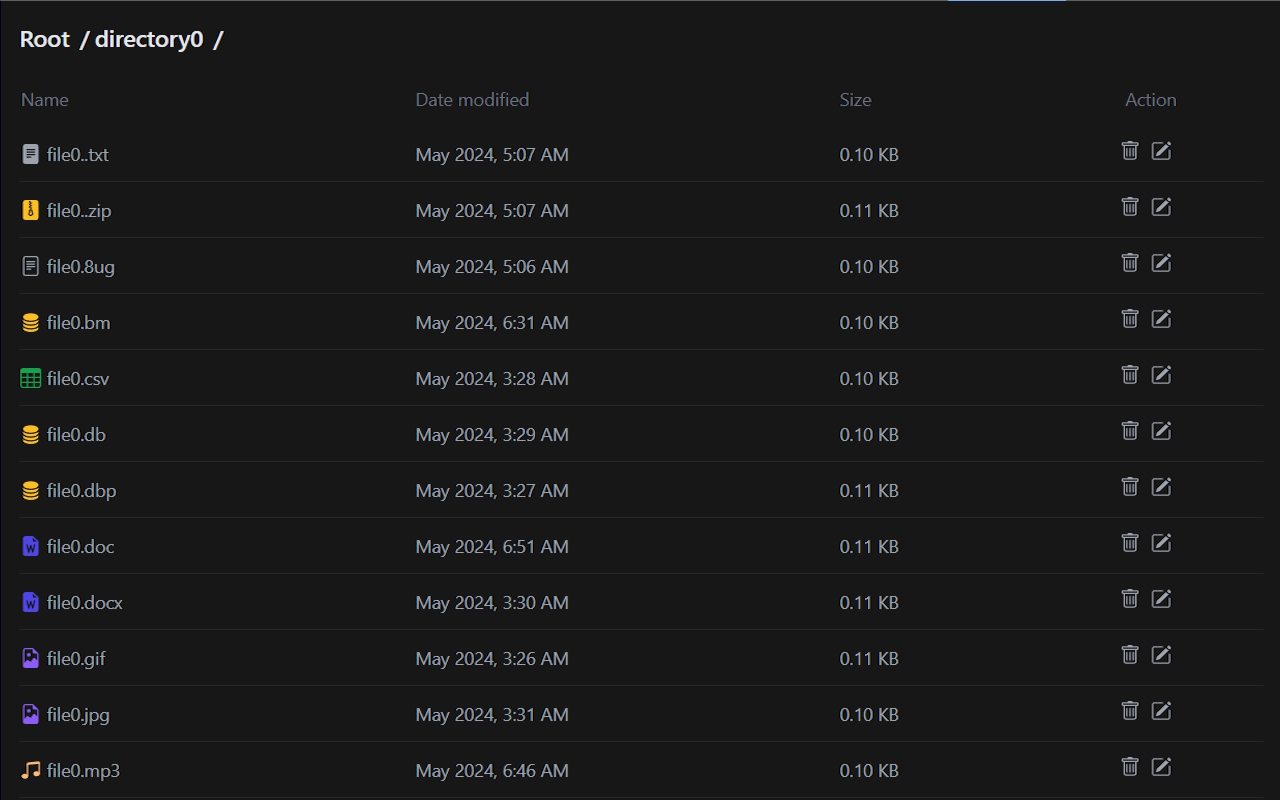 Root / directory0 /
Name Date modified Size Action
file0..txt May 2024, 5:07 AM 0.10 KB
file0..zip May 2024, 5:07 AM 0.11 KB
file0.8ug May 2024, 5:06 AM 0.10 KB
file0.bm May 2024, 6:31 AM 0.10 KB
file0.csv May 2024, 3:28 AM 0.10 KB
file0.db May 2024, 3:29 AM 0.10 KB
file0.dbp May 2024, 3:27 AM 0.11 KB
file0.doc May 2024, 6:51 AM 0.11 KB
file0.docx May 2024, 3:30 AM 0.11 KB
file0.gif May 2024, 3:26 AM 0.11 KB
file0.jpg May 2024, 3:31 AM 0.10 KB
file0.mp3 May 2024, 6:46 AM 0.10 KB